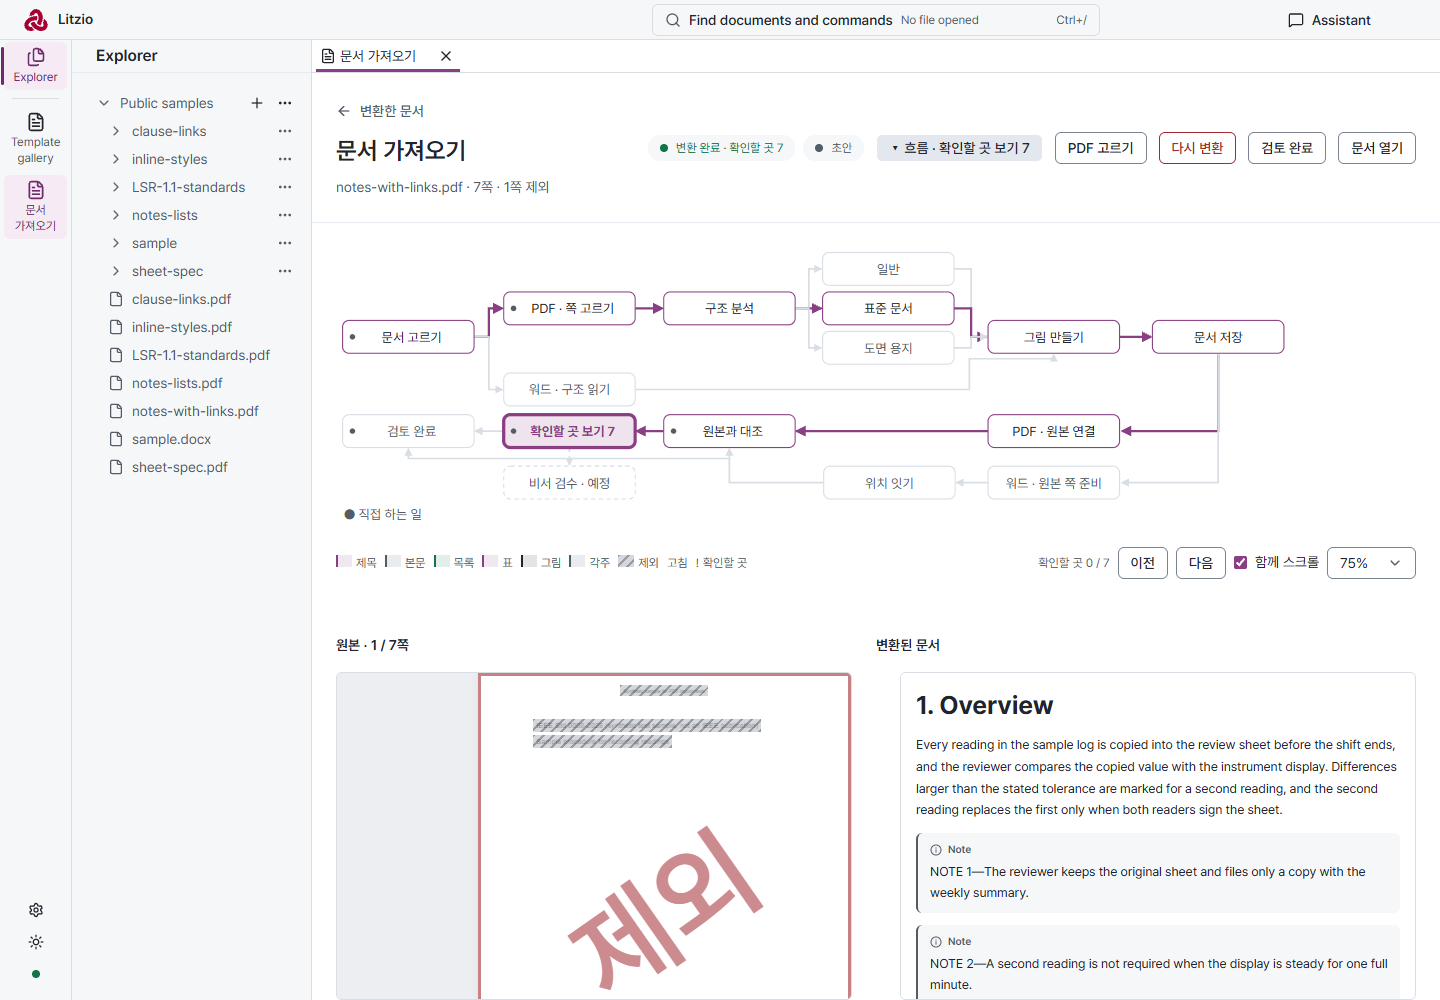 Litzio
Find documents and commands No file opened Ctrl+/
Assistant
Explorer
Template gallery
문서 가져오기
Explorer
Public samples
clause-links
inline-styles
LSR-1.1-standards
notes-lists
sample
sheet-spec
clause-links.pdf
inline-styles.pdf
LSR-1.1-standards.pdf
notes-lists.pdf
notes-with-links.pdf
sample.docx
sheet-spec.pdf
문서 가져오기
변환한 문서
문서 가져오기
변환 완료 · 확인할 곳 7
초안
흐름 · 확인할 곳 보기 7
PDF 고르기
다시 변환
검토 완료
문서 열기
notes-with-links.pdf · 7쪽 · 1쪽 제외
일반
PDF · 쪽 고르기
구조 분석
표준 문서
문서 고르기
그림 만들기
문서 저장
도면 용지
워드 · 구조 읽기
검토 완료
확인할 곳 보기 7
원본과 대조
PDF · 원본 연결
비서 검수 · 예정
위치 잇기
워드 · 원본 쪽 준비
직접 하는 일
제목 본문 목록 표 그림 각주 제외 고침 ! 확인할 곳
확인할 곳 0 / 7
이전
다음
함께 스크롤
75%
원본 · 1 / 7쪽
변환된 문서
제외
1. Overview
Every reading in the sample log is copied into the review sheet before the shift ends,
and the reviewer compares the copied value with the instrument display. Differences
larger than the stated tolerance are marked for a second reading, and the second
reading replaces the first only when both readers sign the sheet.
Note
NOTE 1—The reviewer keeps the original sheet and files only a copy with the
weekly summary.
Note
NOTE 2—A second reading is not required when the display is steady for one full
minute.